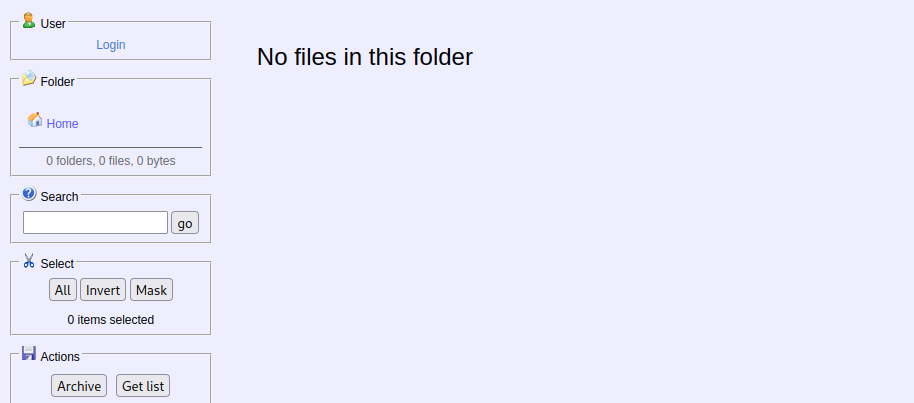 User
Login
No files in this folder
Folder
Home
0 folders, 0 files, 0 bytes
Search
go
Select
All Invert Mask
0 items selected
Actions
Archive Get list